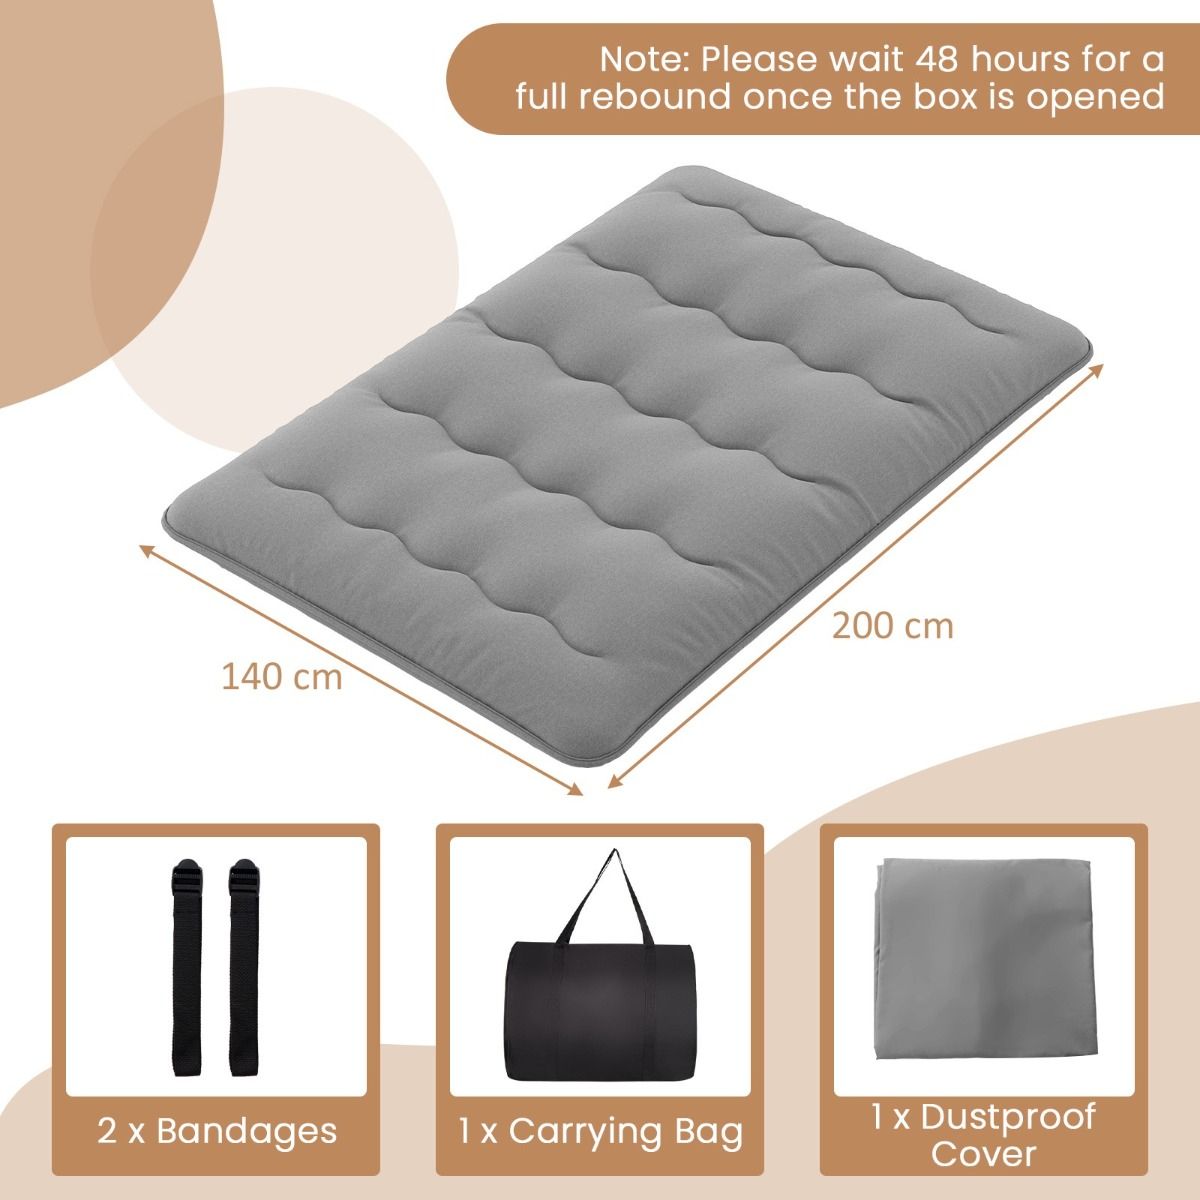 Note: Please wait 48 hours for a
full rebound once the box is opened
200 cm
140 cm
2 x Bandages
1 x Carrying Bag
1 x Dustproof
Cover